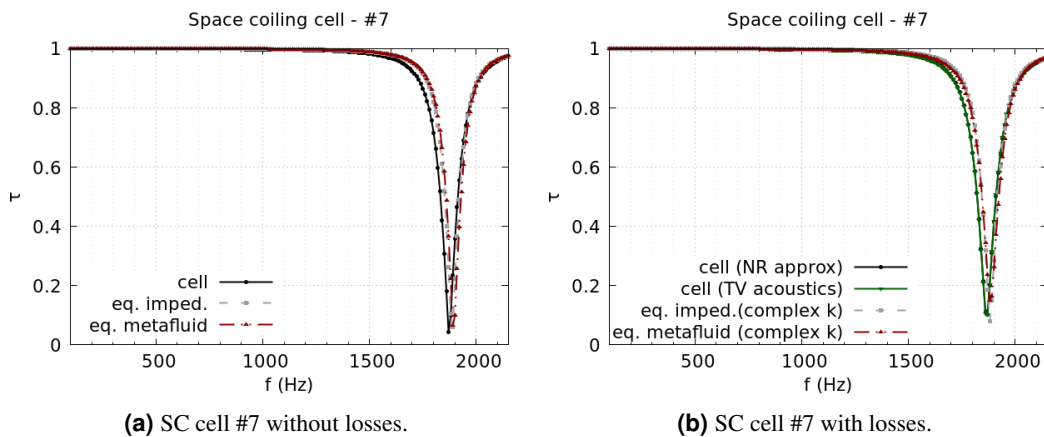 Space coiling cell - #7
1
0.8
0.6
0.4
0.2
0
τ
cell
eq. imped.
eq. metafluid
500
1000
1500
2000
f (Hz)
(a) SC cell #7 without losses.
Space coiling cell - #7
1
0.8
0.6
0.4
0.2
0
τ
cell (NR approx)
cell (TV acoustics)
eq. imped.(complex k)
eq. metafluid (complex k)
500
1000
1500
2000
f (Hz)
(b) SC cell #7 with losses.